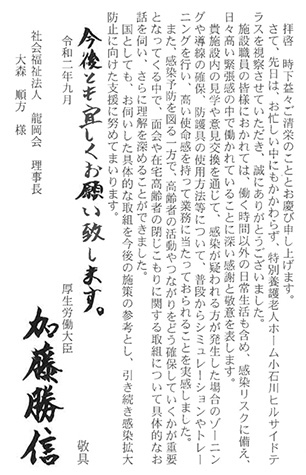 拝啓　時下益々ご清栄のこととお慶び申し上げます。
さて、先日は、お忙しい中にもかかわらず、特別養護老人ホーム小石川ヒルサイドテ
ラスを視察させていただき、誠にありがとうございました。
施設職員の皆様におかれては、働く時間以外の日常生活も含め、感染リスクに備え、
日々高い緊張感の中で働かれていることに深い感謝と敬意を表します。
貴施設内の見学や意見交換を通じて、感染が疑われる方が発生した場合のゾーニン
グや導線の確保、防護具の使用方法等について、普段からシミュレーションやトレー
ニングを行い、高い使命感を持って業務に当たっておられることを実感しました。
また、感染予防を図る一方で、高齢者の活動やつながりをどう確保していくかが重要
となってくる中で、面会や在宅高齢者の閉じこもりに関する取組について具体的なお
話を伺い、さらに理解を深めることができました。
国としても、お伺いした具体的な取組を今後の施策の参考とし、引き続き感染拡大
防止に向けた支援に努めてまいります。
敬具
今後とも宜しくお願い致します。
令和二年九月
厚生労働大臣
加藤勝信
社会福祉法人　龍岡会　理事長
大森　順方　様